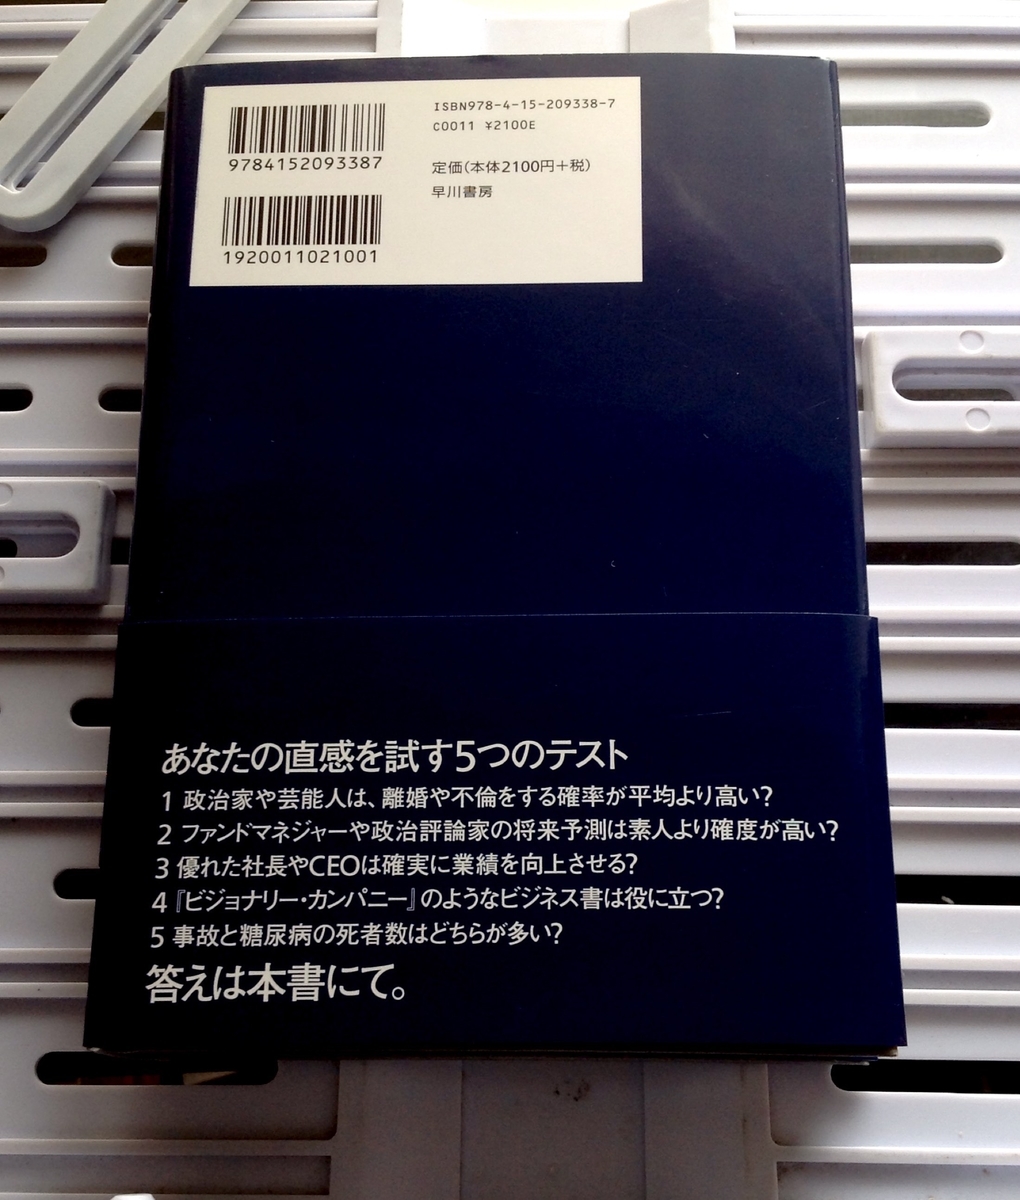 ISBN978-4-15-209338-7
C0011 ¥2100E
9784152093387
定価(本体2100円+税)
早川書房
1920011021001
あなたの直感を試す5つのテスト
1 政治家や芸能人は、離婚や不倫をする確率が平均より高い?
2 ファンドマネジャーや政治評論家の将来予測は素人より確度が高い?
3 優れた社長やCEOは確実に業績を向上させる?
4 『ビジョナリー・カンパニー』のようなビジネス書は役に立つ?
5 事故と糖尿病の死者数はどちらが多い?
答えは本書にて。